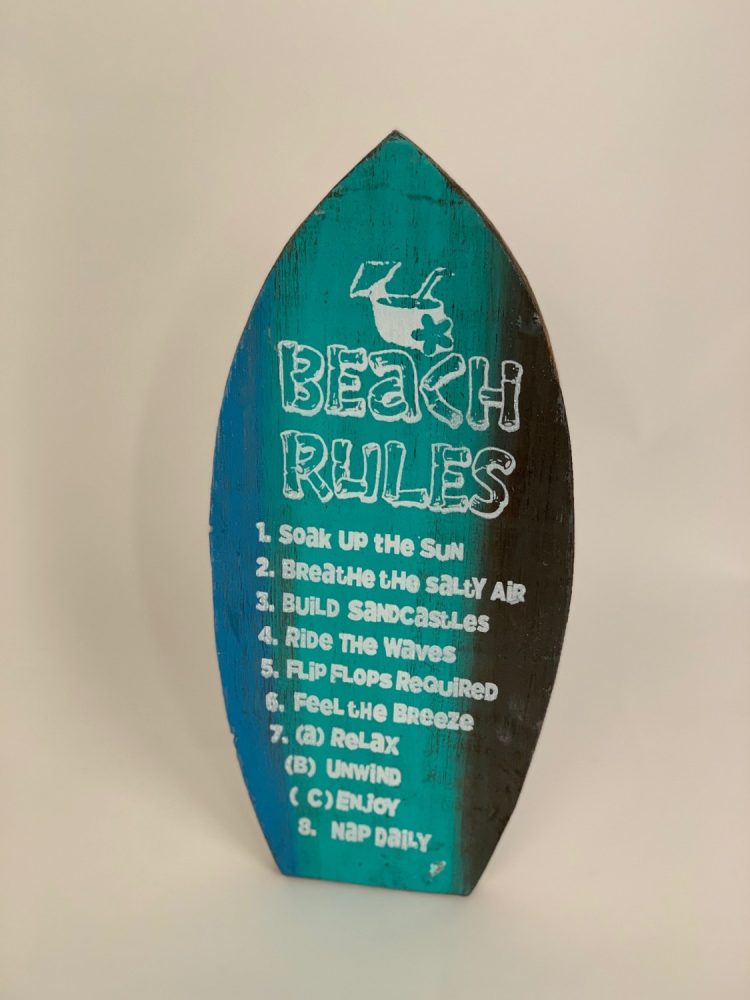 BEaCH
RULES
1. Soak UP tHe SuN
2. BReatHe tHe saLtY AiR
3. BUiLD SaNDCastLes
4. RiDe THe Waves
5. FLiP FLOPs ReQUiReD
6. FeeL tHe BReeze
7. (a) ReLaX
(B) UNWiND
( C) ENJOY
8. NaP DaiLY